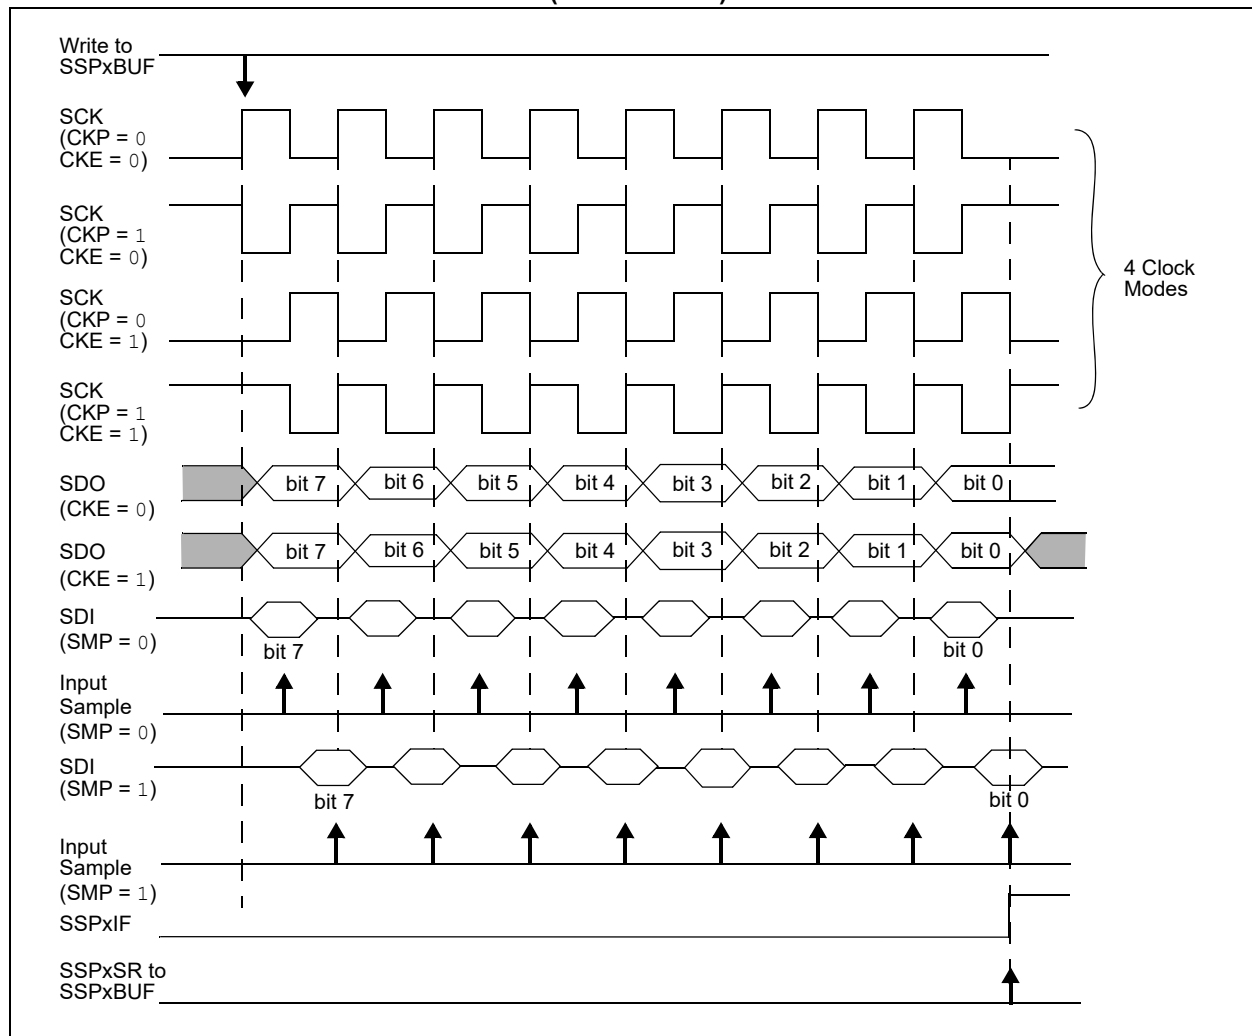 Write to
SSPxBUF
SCK
(CKP = 0
CKE = 0)
SCK
(CKP = 1
CKE = 0)
SCK
(CKP = 0
CKE = 1)
SCK
(CKP = 1
CKE = 1)
4 Clock
Modes
SDO
(CKE = 0)
bit 7 bit 6 bit 5 bit 4 bit 3 bit 2 bit 1 bit 0
SDO
(CKE = 1)
bit 7 bit 6 bit 5 bit 4 bit 3 bit 2 bit 1 bit 0
SDI
(SMP = 0)
bit 7 bit 0
Input
Sample
(SMP = 0)
SDI
(SMP = 1)
bit 7 bit 0
Input
Sample
(SMP = 1)
SSPxIF
SSPxSR to
SSPxBUF